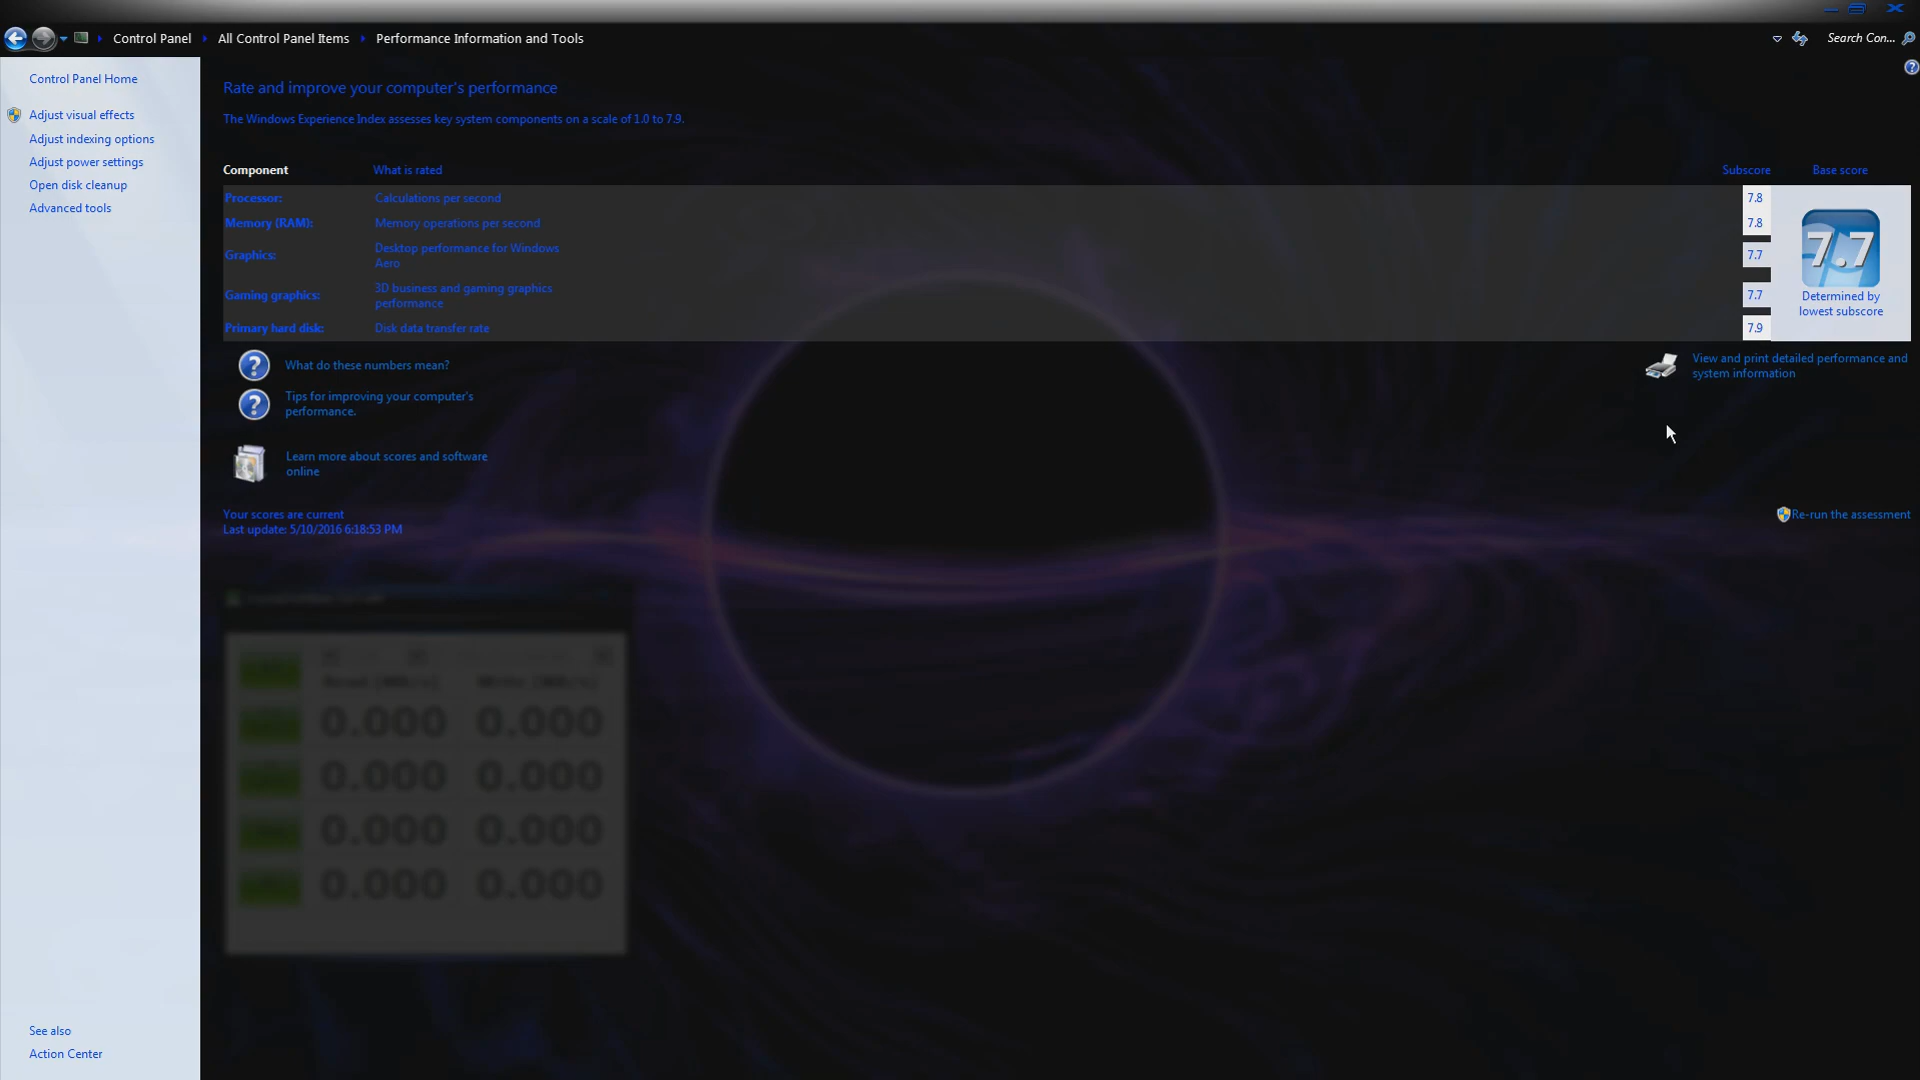 Control Panel All Control Panel Items Performance Information and Tools
Search Con...
Control Panel Home
Adjust visual effects
Adjust indexing options
Adjust power settings
Open disk cleanup
Advanced tools
See also
Action Center
Rate and improve your computer's performance
The Windows Experience Index assesses key system components on a scale of 1.0 to 7.9.
Component What is rated Subscore Base score
Processor: Calculations per second 7.8
Memory (RAM): Memory operations per second 7.8
Graphics: Desktop performance for Windows
Aero 7.7
Gaming graphics: 3D business and gaming graphics
performance 7.7
Primary hard disk: Disk data transfer rate 7.9
7.7
Determined by
lowest subscore
What do these numbers mean?
Tips for improving your computer's
performance.
Learn more about scores and software
online
View and print detailed performance and
system information
Your scores are current
Last update: 5/10/2016 6:18:53 PM
Re-run the assessment
0.000 0.000
0.000 0.000
0.000 0.000
0.000 0.000